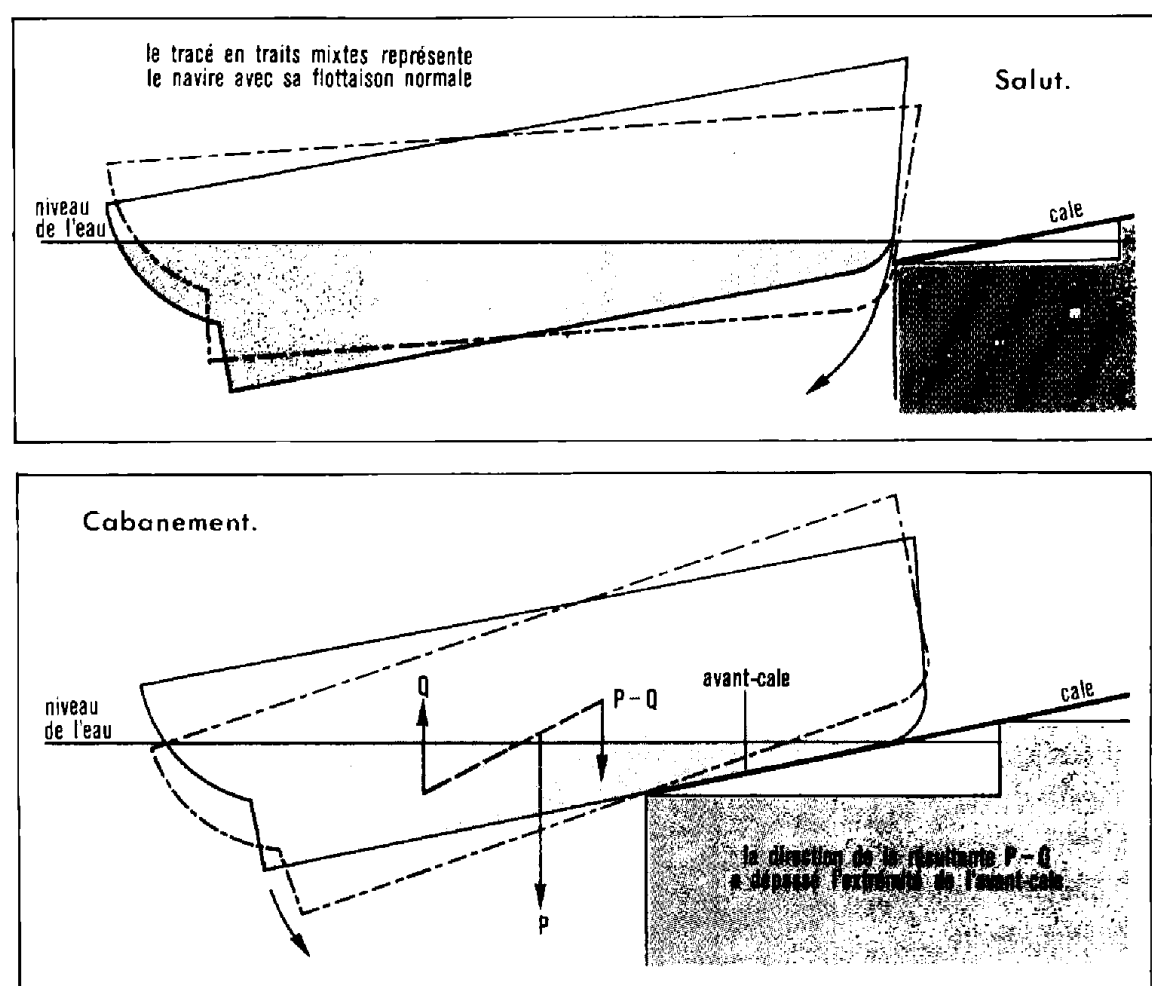 le tracé en traits mixtes représente
le navire avec sa flottaison normale
Salut.
niveau
de l'eau
cale
Cabanement.
Q
P – Q
avant-cale
cale
niveau
de l'eau
P
la direction de la résultante P – Q
a dépassé l'extrémité de l'avant-cale